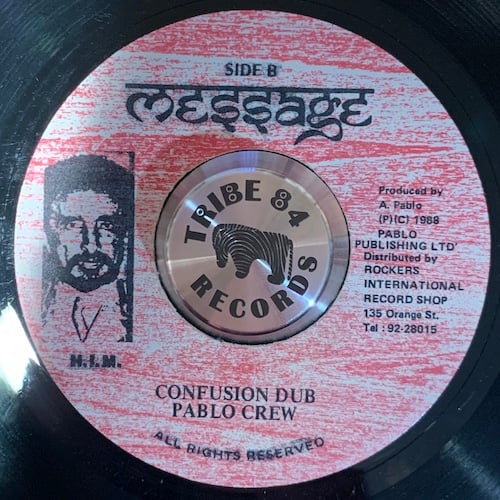 SIDE B
MESSAGE
TRIBE 84
RECORDS
H.I.M.
Produced by
A. Pablo
(P)(C) 1988
PABLO
PUBLISHING LTD'
Distributed by
ROCKERS
INTERNATIONAL
RECORD SHOP
135 Orange St.
Tel : 92-28015
CONFUSION DUB
PABLO CREW
ALL RIGHTS RESERVED